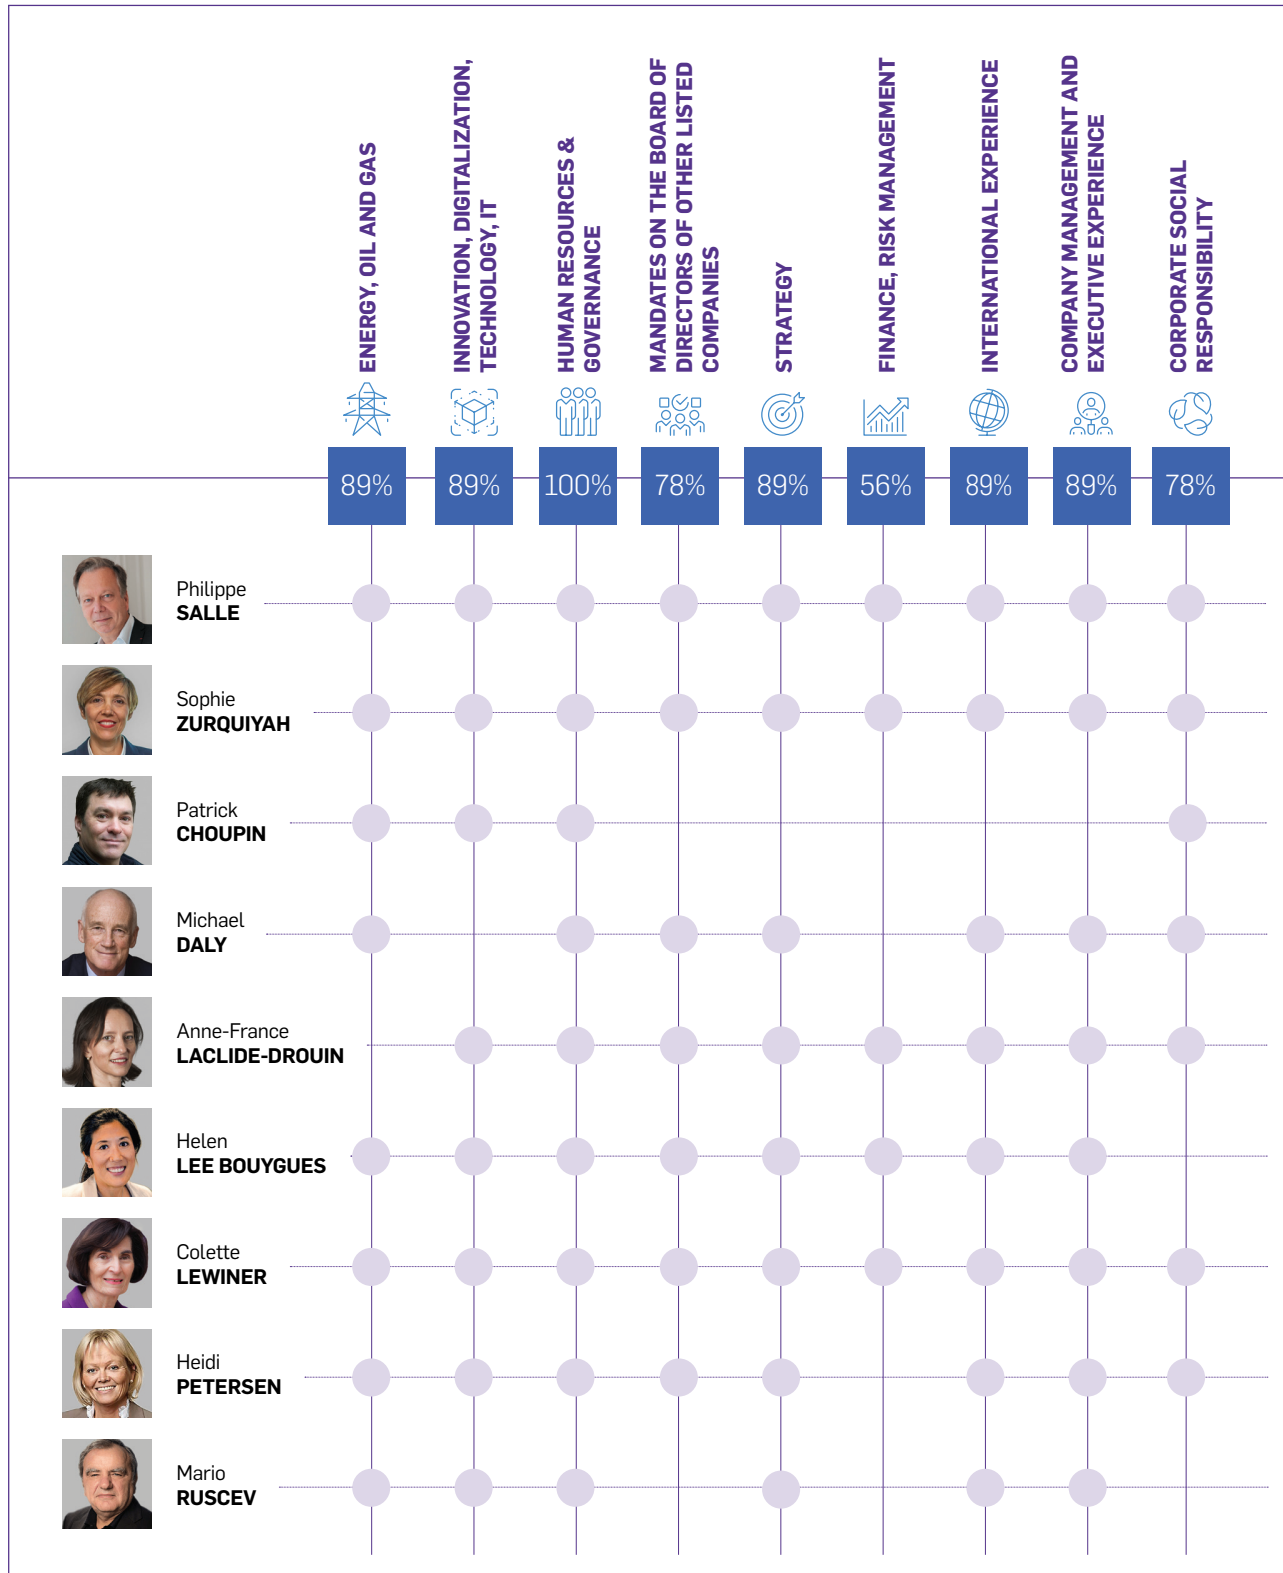 ENERGY, OIL AND GAS
INNOVATION, DIGITALIZATION,
TECHNOLOGY, IT
HUMAN RESOURCES &
GOVERNANCE
MANDATES ON THE BOARD OF
DIRECTORS OF OTHER LISTED
COMPANIES
STRATEGY
FINANCE, RISK MANAGEMENT
INTERNATIONAL EXPERIENCE
COMPANY MANAGEMENT AND
EXECUTIVE EXPERIENCE
CORPORATE SOCIAL
RESPONSIBILITY
89% 89% 100% 78% 89% 56% 89% 89% 78%
Philippe
SALLE
Sophie
ZURQUIYAH
Patrick
CHOUPIN
Michael
DALY
Anne-France
LACLIDE-DROUIN
Helen
LEE BOUYGUES
Colette
LEWINER
Heidi
PETERSEN
Mario
RUSCEV